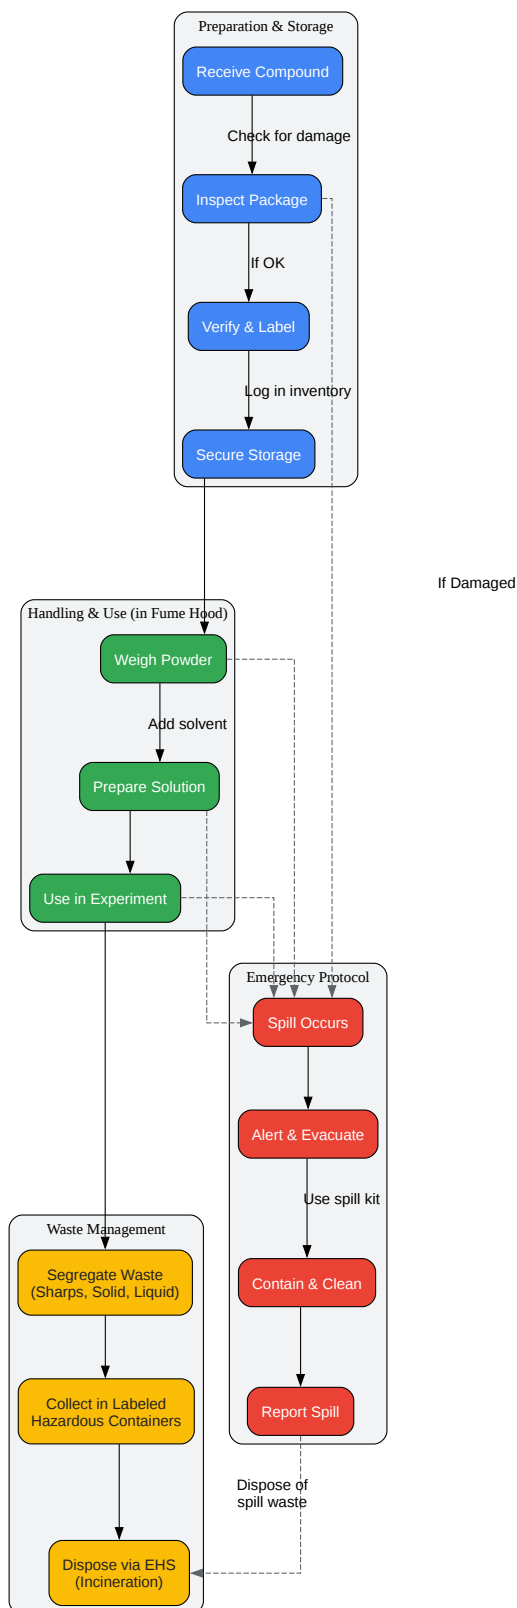 Preparation & Storage
Receive Compound
Check for damage
Inspect Package
If OK
Verify & Label
Log in inventory
Secure Storage
If Damaged
Handling & Use (in Fume Hood)
Weigh Powder
Add solvent
Prepare Solution
Use in Experiment
Emergency Protocol
Spill Occurs
Alert & Evacuate
Use spill kit
Contain & Clean
Report Spill
Waste Management
Segregate Waste
(Sharps, Solid, Liquid)
Collect in Labeled
Hazardous Containers
Dispose of
spill waste
Dispose via EHS
(Incineration)